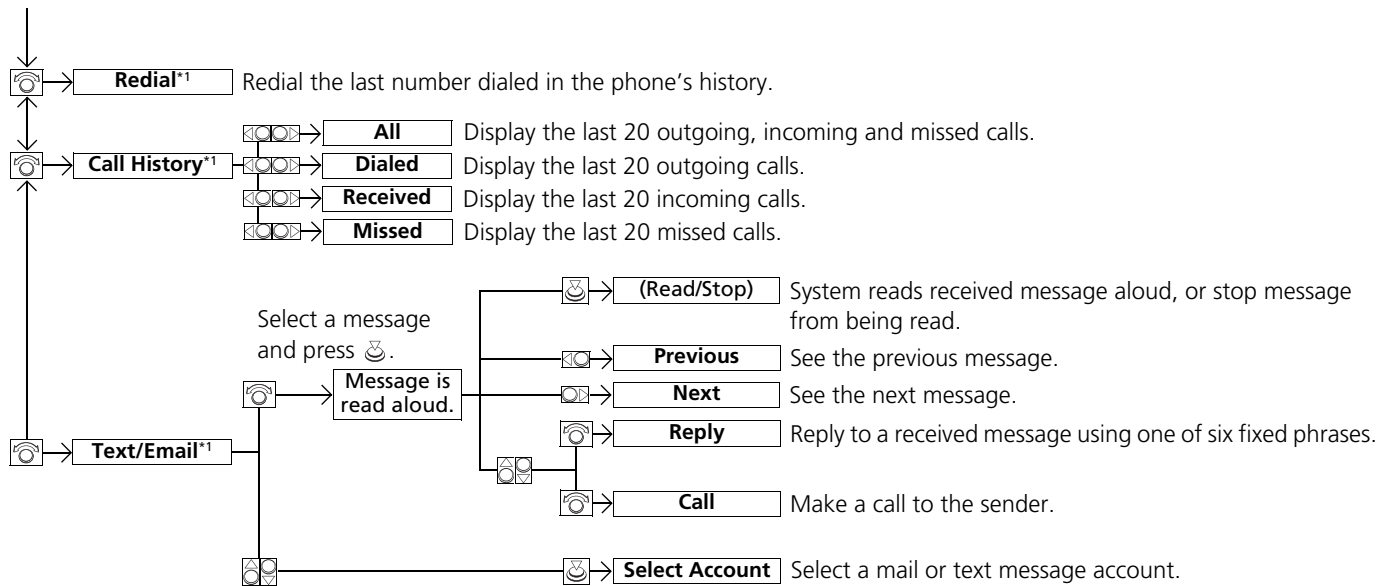 Redial*1 Redial the last number dialed in the phone's history.
All Display the last 20 outgoing, incoming and missed calls.
Call History*1 Dialed Display the last 20 outgoing calls.
Received Display the last 20 incoming calls.
Missed Display the last 20 missed calls.
(Read/Stop) System reads received message aloud, or stop message
from being read.
Select a message
and press .
Previous See the previous message.
Message is
read aloud.
Next See the next message.
Reply Reply to a received message using one of six fixed phrases.
Text/Email*1
Call Make a call to the sender.
Select Account Select a mail or text message account.